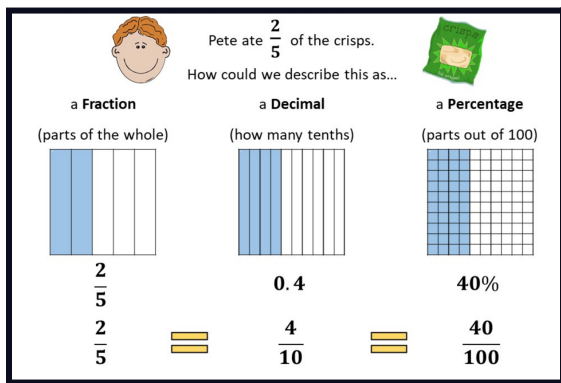 Pete ate 2/5 of the crisps.
crisps
How could we describe this as...
a Fraction
a Decimal
a Percentage
(parts of the whole)
(how many tenths)
(parts out of 100)
2/5
0.4
40%
2/5 = 4/10 = 40/100